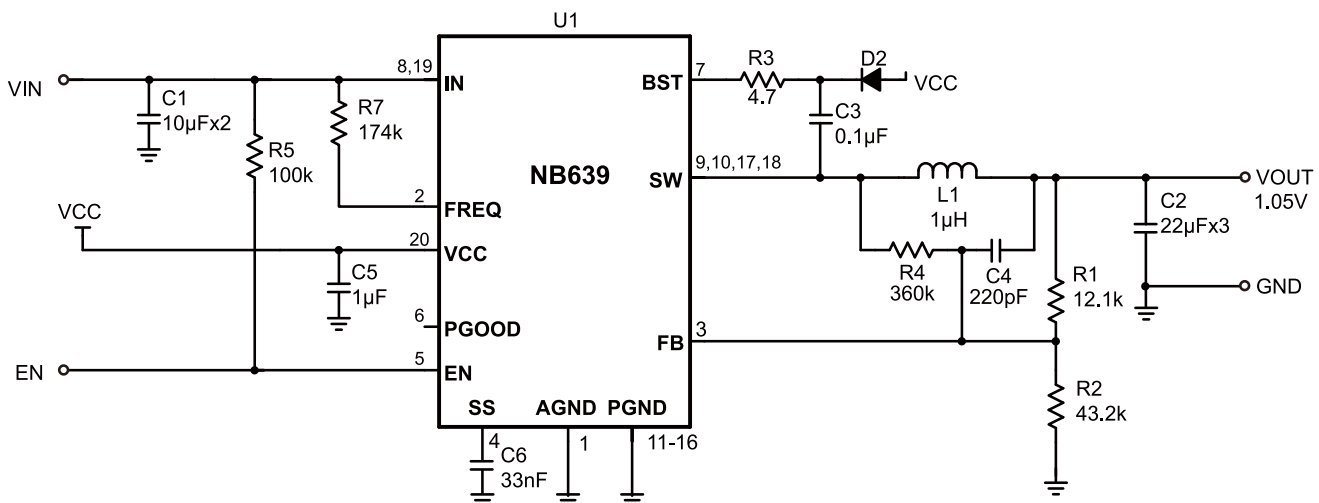 U1
VIN
C1
10µFx2
R5
100k
R7
174k
8,19
IN
2
FREQ
VCC
20
VCC
C5
1µF
6
PGOOD
EN
5
EN
NB639
SS
AGND
PGND
4
C6
33nF
1
11-16
BST
7
R3
4.7
D2
VCC
C3
0.1µF
SW
9,10,17,18
L1
1µH
R4
360k
C4
220pF
R1
12.1k
C2
22µFx3
VOUT
1.05V
GND
FB
3
R2
43.2k